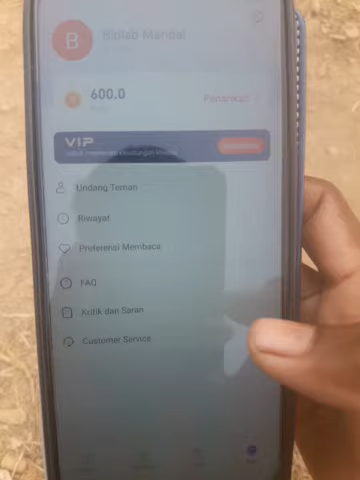 B
Biplab Mandal
600.0
Penarikan
VIP
Undang Teman
Riwayat
Preferensi Membaca
FAQ
Kritik dan Saran
Customer Service